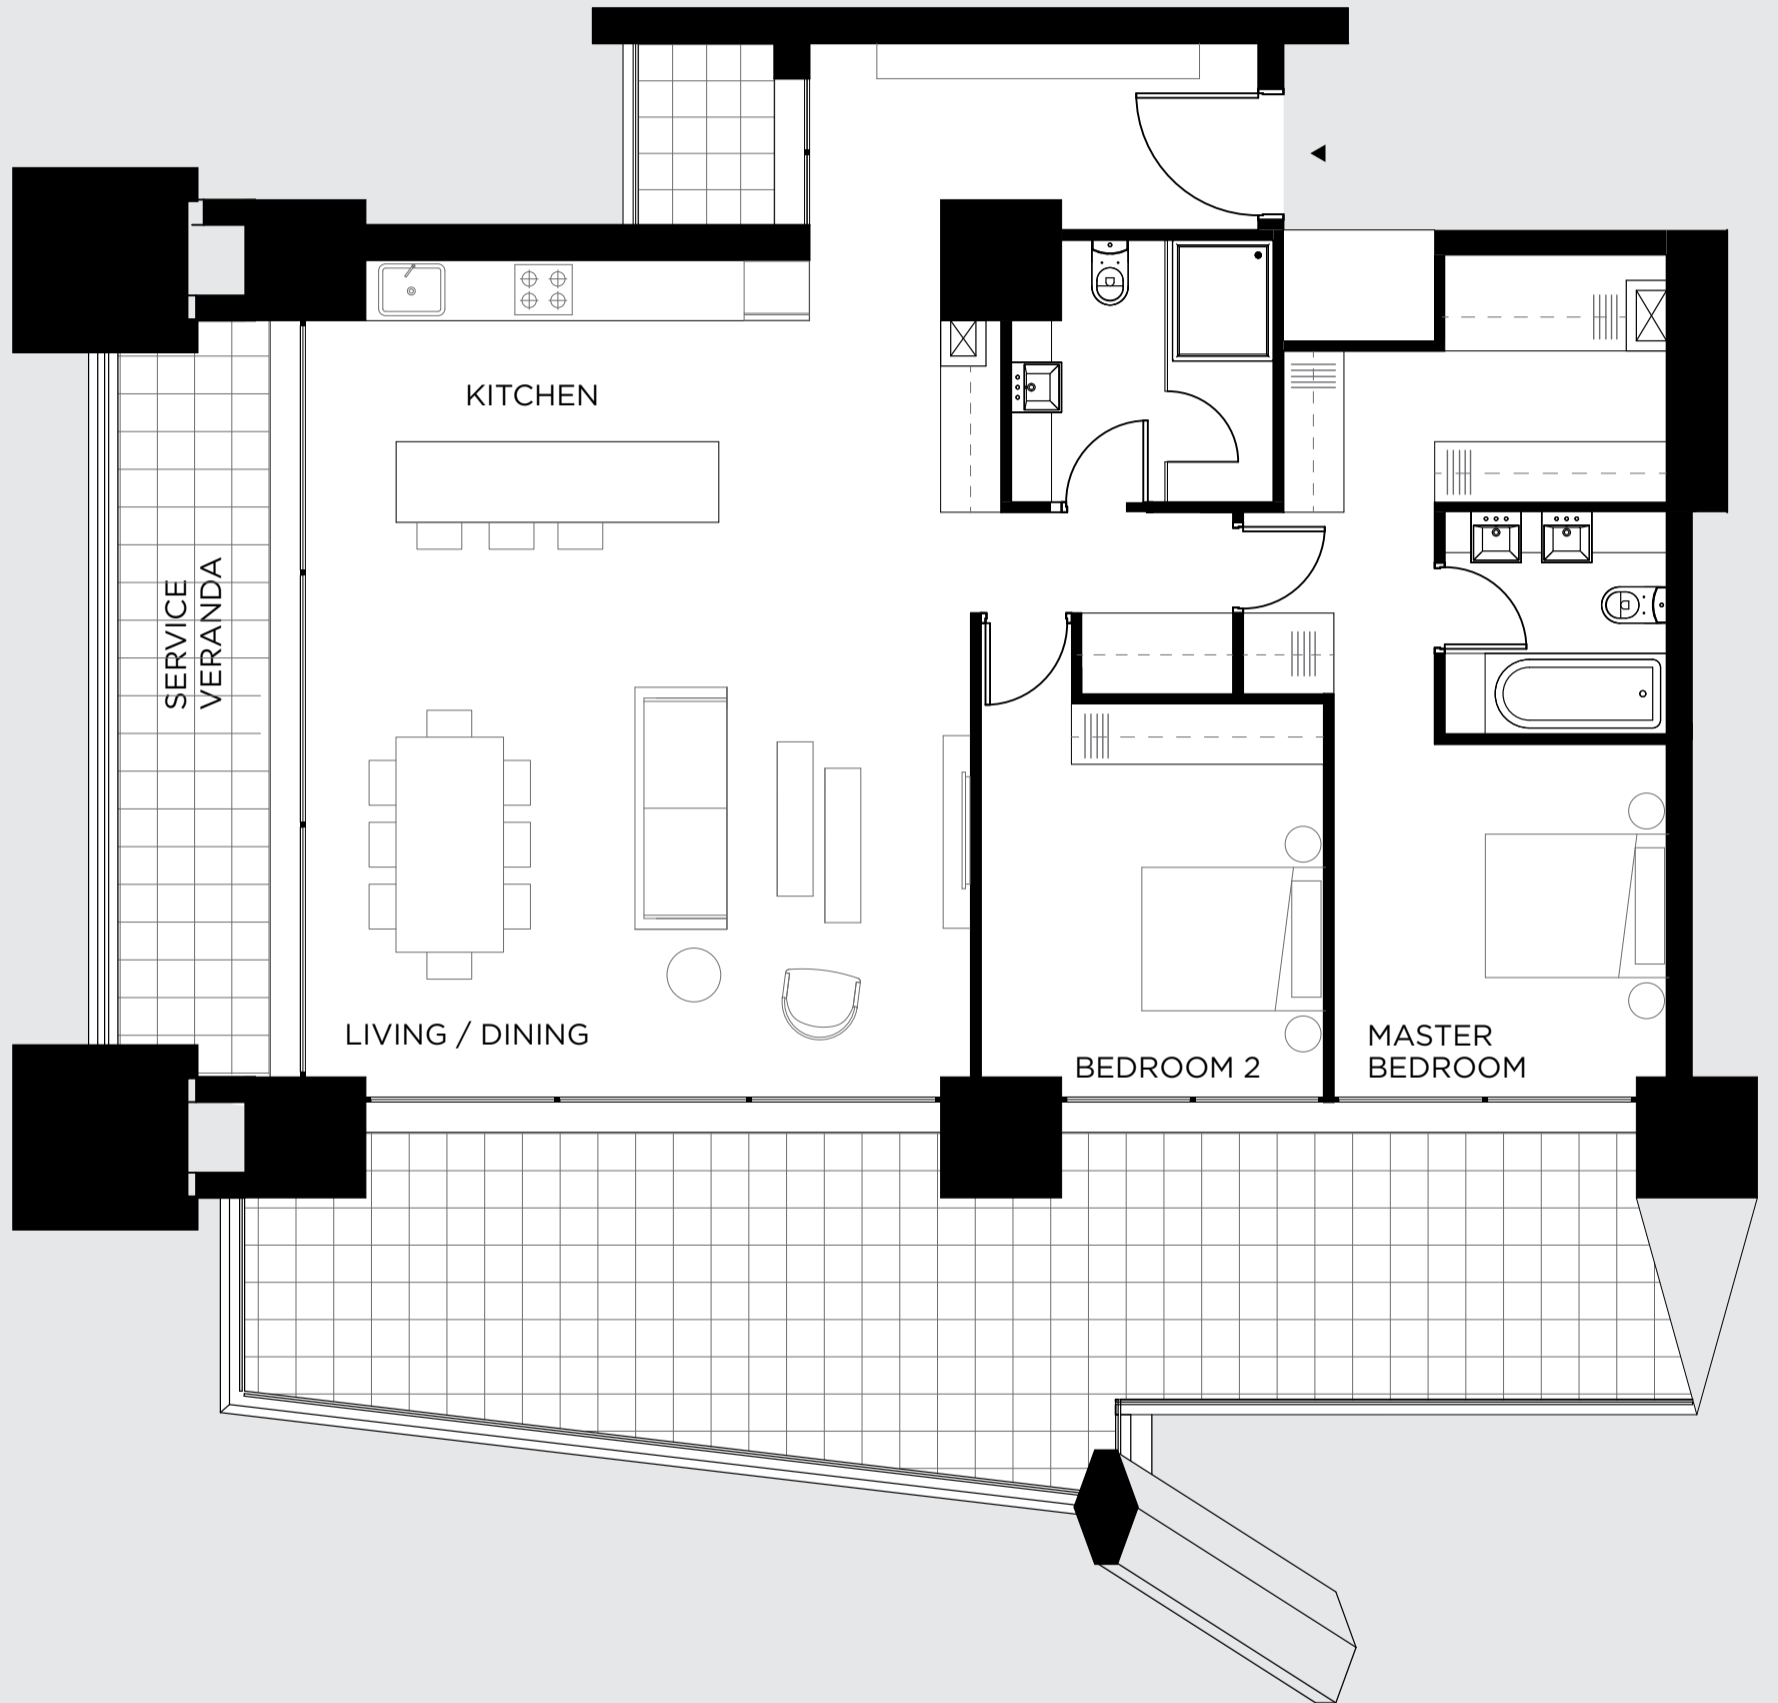 KITCHEN
SERVICE
VERANDA
LIVING / DINING
BEDROOM 2
MASTER
BEDROOM